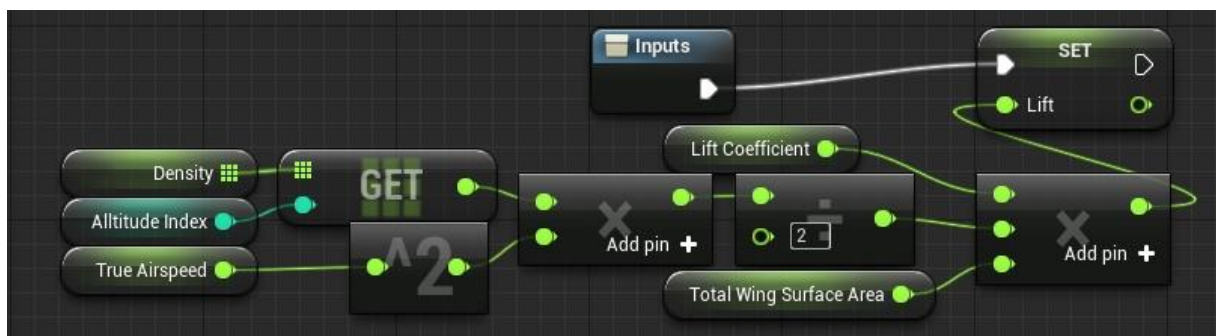 Inputs
SET
Lift
Lift Coefficient
Density
GET
Alltitude Index
×
Add pin +
÷
2
×
Add pin +
^2
True Airspeed
Total Wing Surface Area